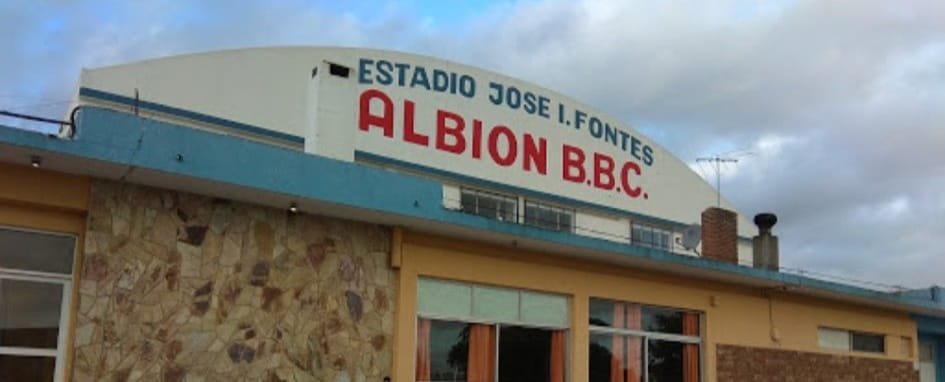 ESTADIO JOSE I. FONTES
ALBION B.B.C.